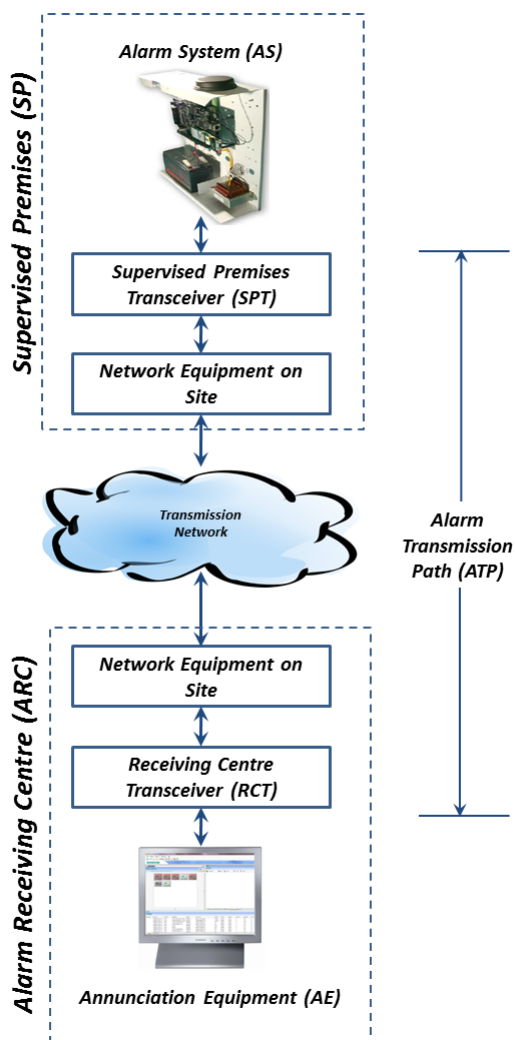 Supervised Premises (SP)
Alarm System (AS)
Supervised Premises
Transceiver (SPT)
Network Equipment on
Site
Transmission
Network
Alarm
Transmission
Path (ATP)
Alarm Receiving Centre (ARC)
Network Equipment on
Site
Receiving Centre
Transceiver (RCT)
Annunciation Equipment (AE)